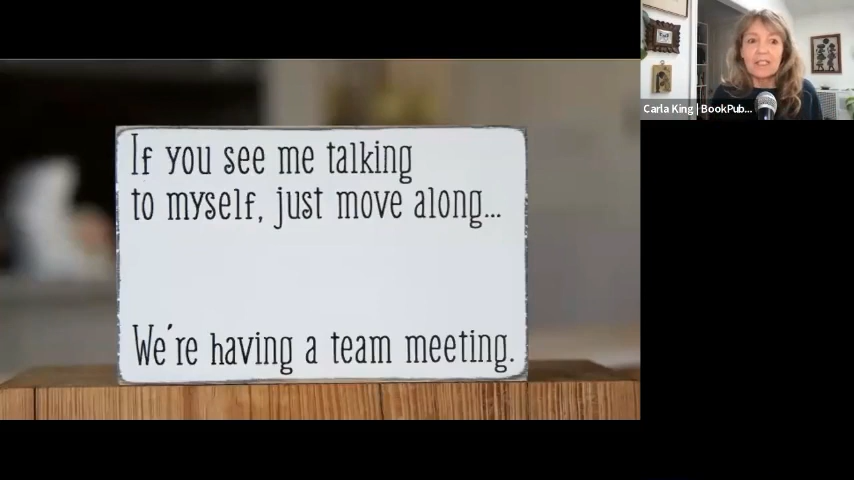 If you see me talking
to myself, just move along...
We're having a team meeting.
Carla King | BookPub...